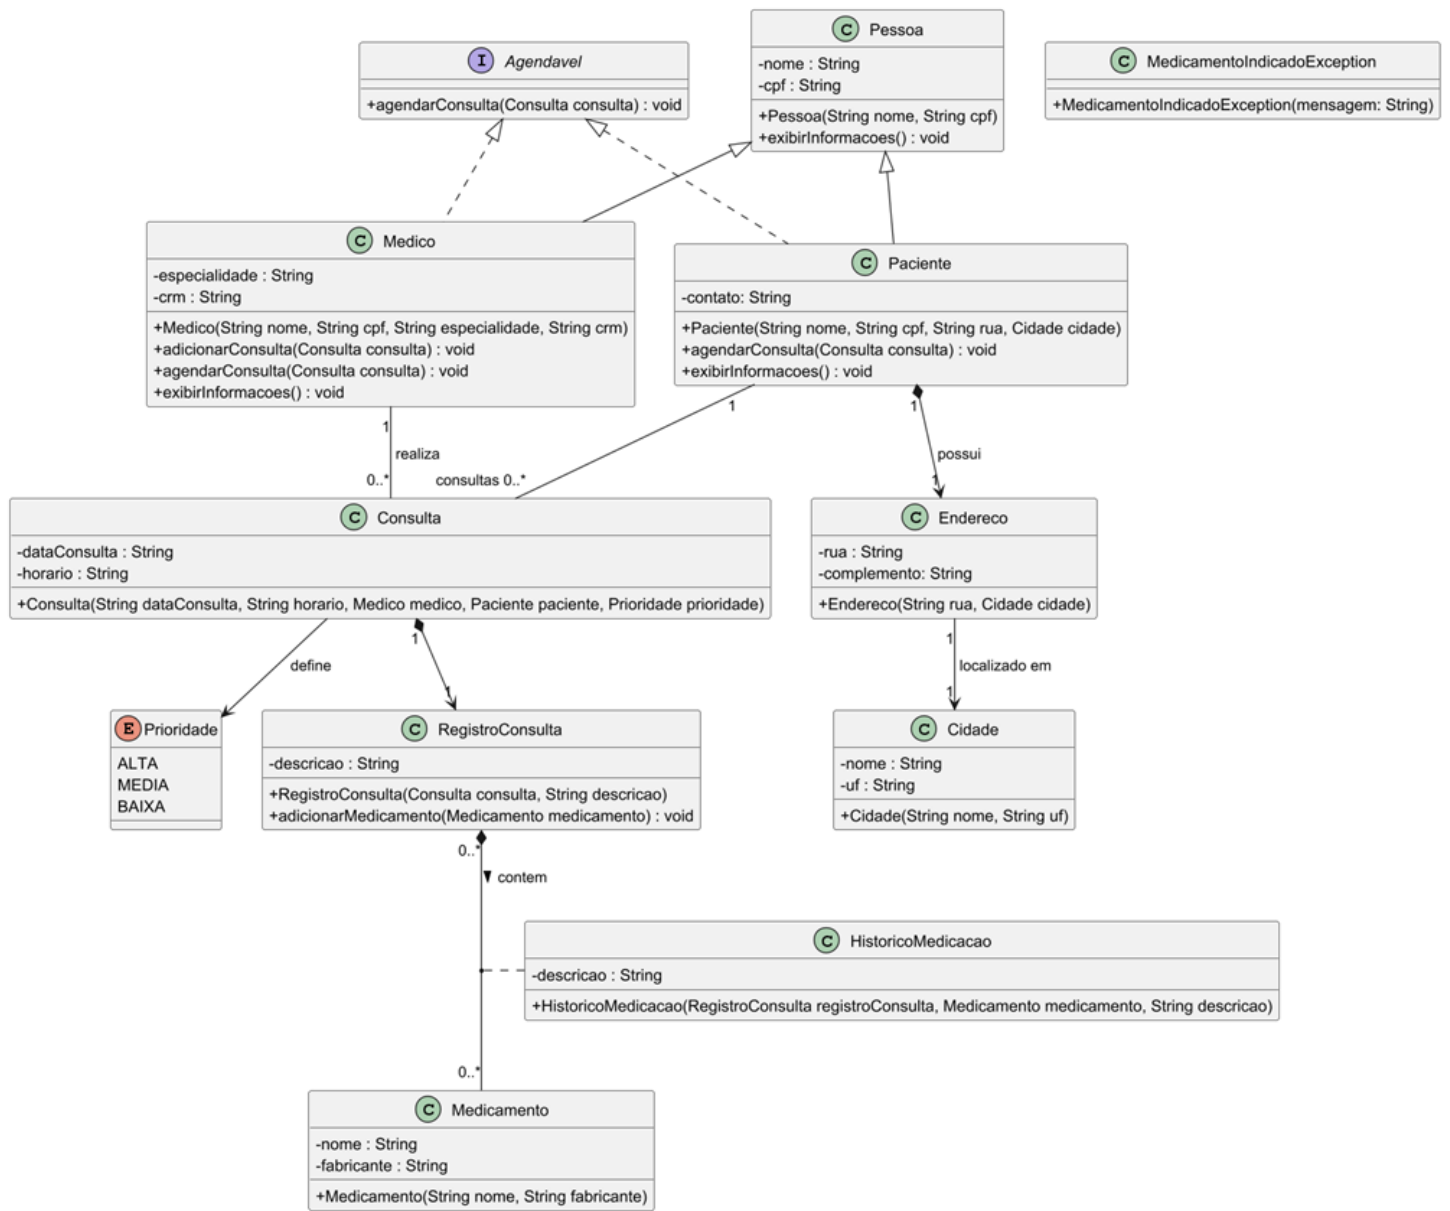 I Agendavel
+agendarConsulta(Consulta consulta) : void
C Pessoa
-nome : String
-cpf : String
+Pessoa(String nome, String cpf)
+exibirInformacoes() : void
C MedicamentoIndicadoException
+MedicamentoIndicadoException(mensagem: String)
C Medico
-especialidade : String
-crm : String
+Medico(String nome, String cpf, String especialidade, String crm)
+adicionarConsulta(Consulta consulta) : void
+agendarConsulta(Consulta consulta) : void
+exibirInformacoes() : void
C Paciente
-contato: String
+Paciente(String nome, String cpf, String rua, Cidade cidade)
+agendarConsulta(Consulta consulta) : void
+exibirInformacoes() : void
1
realiza
0..*
1
consultas 0..*
1
possui
1
C Consulta
-dataConsulta : String
-horario : String
+Consulta(String dataConsulta, String horario, Medico medico, Paciente paciente, Prioridade prioridade)
C Endereco
-rua : String
-complemento: String
+Endereco(String rua, Cidade cidade)
define
1
1
1
localizado em
1
E Prioridade
ALTA
MEDIA
BAIXA
C RegistroConsulta
-descricao : String
+RegistroConsulta(Consulta consulta, String descricao)
+adicionarMedicamento(Medicamento medicamento) : void
C Cidade
-nome : String
-uf : String
+Cidade(String nome, String uf)
0..*
contem
C HistoricoMedicacao
-descricao : String
+HistoricoMedicacao(RegistroConsulta registroConsulta, Medicamento medicamento, String descricao)
0..*
C Medicamento
-nome : String
-fabricante : String
+Medicamento(String nome, String fabricante)